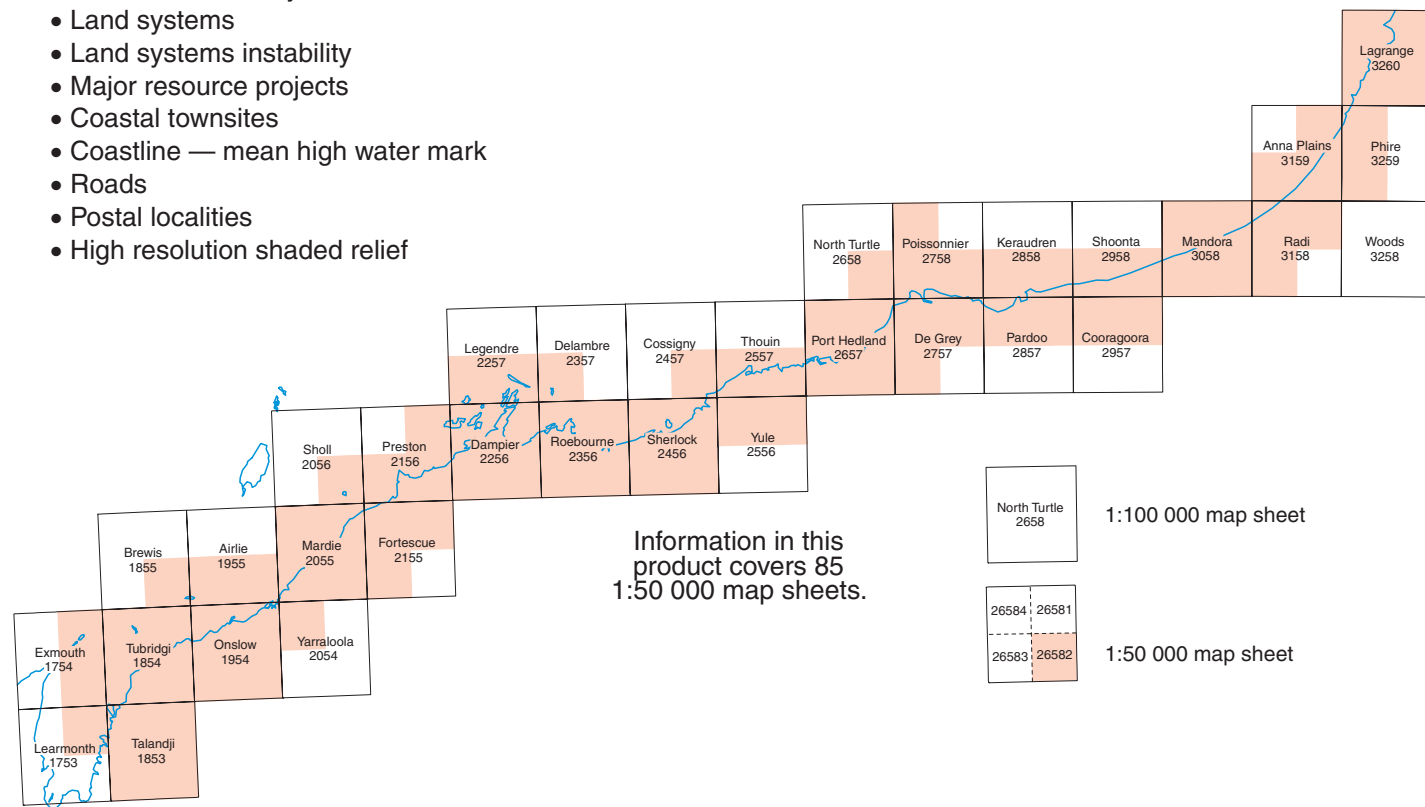 • Land systems
• Land systems instability
• Major resource projects
• Coastal townsites
• Coastline — mean high water mark
• Roads
• Postal localities
• High resolution shaded relief
Lagrange
3260
Anna Plains
3159
Phire
3259
North Turtle
2658
Poissonnier
2758
Keraudren
2858
Shoonta
2958
Mandora
3058
Radi
3158
Woods
3258
Legendre
2257
Delambre
2357
Cossigny
2457
Thouin
2557
Port Hedland
2657
De Grey
2757
Pardoo
2857
Cooragoora
2957
Sholl
2056
Preston
2156
Dampier
2256
Roebourne
2356
Sherlock
2456
Yule
2556
Brewis
1855
Airlie
1955
Mardie
2055
Fortescue
2155
Exmouth
1754
Tubridgi
1854
Onslow
1954
Yarraloola
2054
Learmonth
1753
Talandji
1853
Information in this
product covers 85
1:50 000 map sheets.
North Turtle
2658
1:100 000 map sheet
26584 26581
26583 26582
1:50 000 map sheet